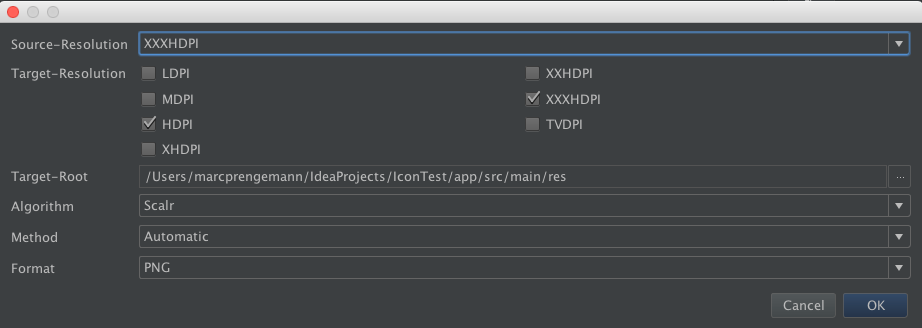 Source-Resolution XXXHDPI
Target-Resolution LDPI XXHDPI
MDPI XXXHDPI
HDPI TVDPI
XHDPI
Target-Root /Users/marcprengemann/IdeaProjects/IconTest/app/src/main/res ...
Algorithm Scalr
Method Automatic
Format PNG
Cancel OK